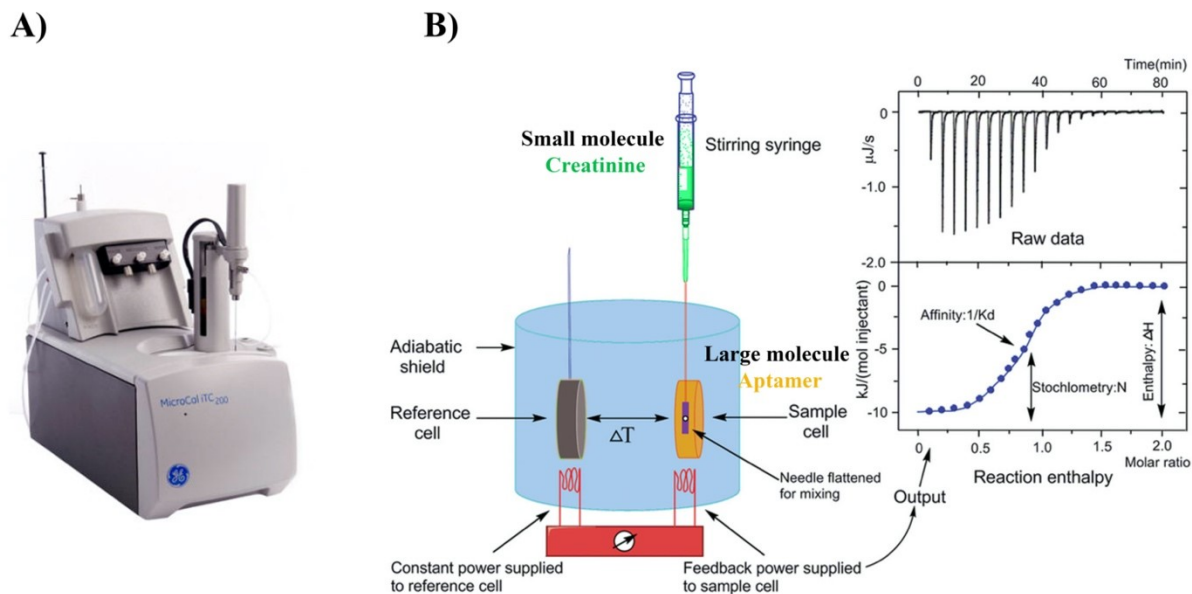 A)
MicroCal iTC200
GE
B)
Small molecule
Creatinine
Stirring syringe
Adiabatic
shield
Large molecule
Aptamer
Reference
cell
ΔT
Sample
cell
Needle flattened
for mixing
Constant power supplied
to reference cell
Feedback power supplied
to sample cell
Output
Time(min)
0 20 40 60 80
0
-1.0
-2.0
μJ/s
Raw data
0
-5
-10
kJ/(mol injectant)
Affinity:1/Kd
Stochlometry:N
Enthalpy: ΔH
0 0.5 1.0 1.5 2.0
Reaction enthalpy
Molar ratio